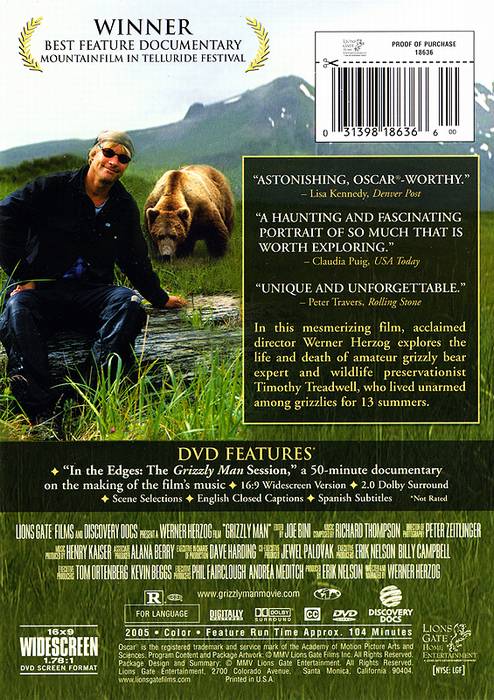 WINNER
BEST FEATURE DOCUMENTARY
MOUNTAINFILM IN TELLURIDE FESTIVAL
PROOF OF PURCHASE
18636
0 31398 18636 6 00
“ASTONISHING, OSCAR®-WORTHY.”
– Lisa Kennedy, Denver Post
“A HAUNTING AND FASCINATING
PORTRAIT OF SO MUCH THAT IS
WORTH EXPLORING.”
– Claudia Puig, USA Today
“UNIQUE AND UNFORGETTABLE.”
– Peter Travers, Rolling Stone
In this mesmerizing film, acclaimed
director Werner Herzog explores the
life and death of amateur grizzly bear
expert and wildlife preservationist
Timothy Treadwell, who lived unarmed
among grizzlies for 13 summers.
DVD FEATURES*
✦ “In the Edges: The Grizzly Man Session,” a 50-minute documentary
on the making of the film’s music ✦ 16:9 Widescreen Version ✦ 2.0 Dolby Surround
✦ Scene Selections ✦ English Closed Captions ✦ Spanish Subtitles *Not Rated
LIONS GATE FILMS AND DISCOVERY DOCS PRESENT A WERNER HERZOG FILM "GRIZZLY MAN" JOE BINI RICHARD THOMPSON PETER ZEITLINGER
HENRY KAISER ALANA BERRY DAVE HARDING JEWEL PALOVAK ERIK NELSON BILLY CAMPBELL
TOM ORTENBERG KEVIN BEGGS PHIL FAIRCLOUGH ANDREA MEDITCH ERIK NELSON WERNER HERZOG
www.grizzlymanmovie.com
R
FOR LANGUAGE
DIGITALLY
DOLBY SURROUND
CC
DVD
DISCOVERY DOCS
16x9
WIDESCREEN
1.78:1
DVD SCREEN FORMAT
2005 • Color • Feature Run Time Approx. 104 Minutes
Oscar® is the registered trademark and service mark of the Academy of Motion Picture Arts and
Sciences. Program Content and Package Artwork: © MMV Lions Gate Films. All Rights Reserved.
Package Design and Summary: © MMV Lions Gate Entertainment. All Rights Reserved.
Lions Gate Entertainment, 2700 Colorado Avenue, Santa Monica, California 90404.
www.lionsgatefilms.com Printed in U.S.A.
LIONS GATE HOME ENTERTAINMENT
[NYSE: LGF]